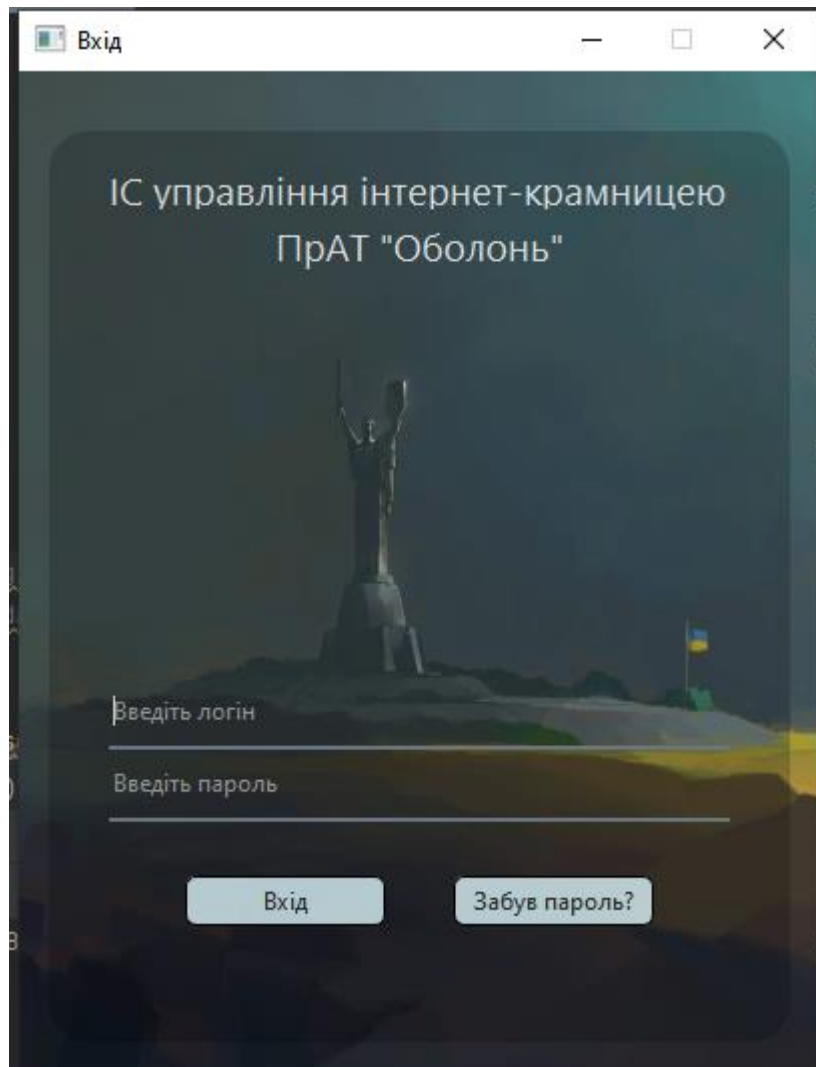 Вхід
ІС управління інтернет-крамницею
ПрАТ "Оболонь"
Введіть логін
Введіть пароль
Вхід
Забув пароль?